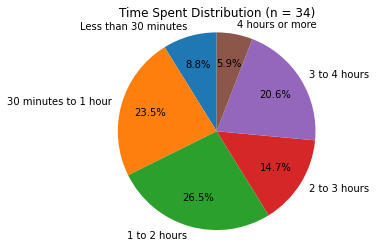 Time Spent Distribution (n = 34)
Less than 30 minutes
4 hours or more
8.8%
5.9%
3 to 4 hours
20.6%
30 minutes to 1 hour
23.5%
14.7%
2 to 3 hours
26.5%
1 to 2 hours